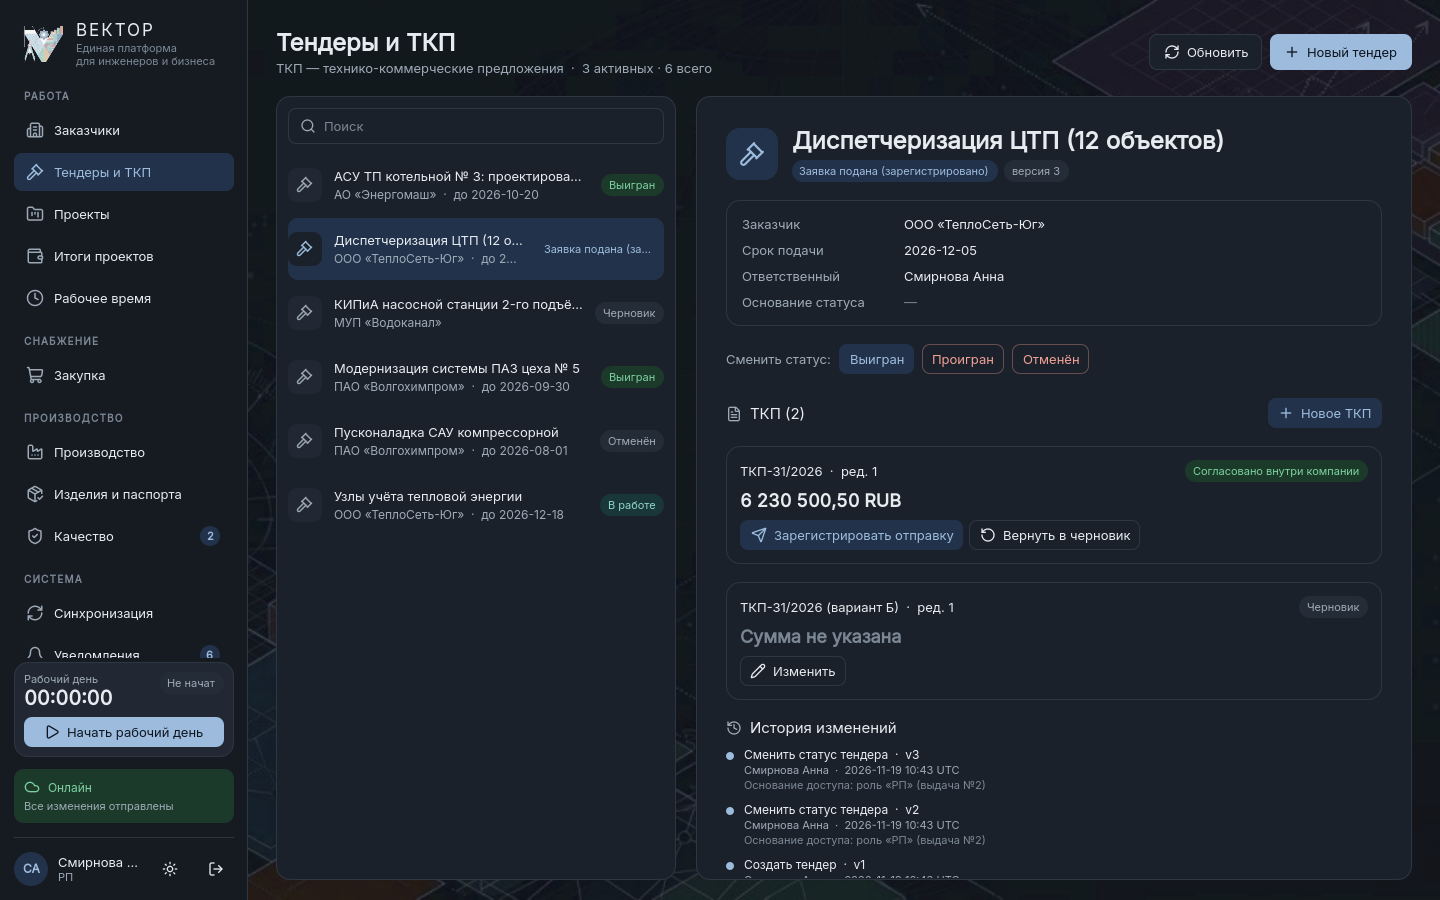 ВЕКТОР
Единая платформа
для инженеров и бизнеса
РАБОТА
Заказчики
Тендеры и ТКП
Проекты
Итоги проектов
Рабочее время
СНАБЖЕНИЕ
Закупка
ПРОИЗВОДСТВО
Производство
Изделия и паспорта
Качество 2
СИСТЕМА
Синхронизация
Уведомления 6
Рабочий день
Не начат
00:00:00
Начать рабочий день
Онлайн
Все изменения отправлены
СА
Смирнова ...
РП
Тендеры и ТКП
ТКП — технико-коммерческие предложения · 3 активных · 6 всего
Обновить
Новый тендер
Поиск
АСУ ТП котельной № 3: проектирова...
АО «Энергомаш» · до 2026-10-20
Выигран
Диспетчеризация ЦТП (12 о...
ООО «ТеплоСеть-Юг» · до 2...
Заявка подана (за...
КИПиА насосной станции 2-го подъё...
МУП «Водоканал»
Черновик
Модернизация системы ПАЗ цеха № 5
ПАО «Волгохимпром» · до 2026-09-30
Выигран
Пусконаладка САУ компрессорной
ПАО «Волгохимпром» · до 2026-08-01
Отменён
Узлы учёта тепловой энергии
ООО «ТеплоСеть-Юг» · до 2026-12-18
В работе
Диспетчеризация ЦТП (12 объектов)
Заявка подана (зарегистрировано)
версия 3
Заказчик ООО «ТеплоСеть-Юг»
Срок подачи 2026-12-05
Ответственный Смирнова Анна
Основание статуса —
Сменить статус: Выигран Проигран Отменён
ТКП (2)
Новое ТКП
ТКП-31/2026 · ред. 1
Согласовано внутри компании
6 230 500,50 RUB
Зарегистрировать отправку
Вернуть в черновик
ТКП-31/2026 (вариант Б) · ред. 1
Черновик
Сумма не указана
Изменить
История изменений
Сменить статус тендера · v3
Смирнова Анна · 2026-11-19 10:43 UTC
Основание доступа: роль «РП» (выдача №2)
Сменить статус тендера · v2
Смирнова Анна · 2026-11-19 10:43 UTC
Основание доступа: роль «РП» (выдача №2)
Создать тендер · v1